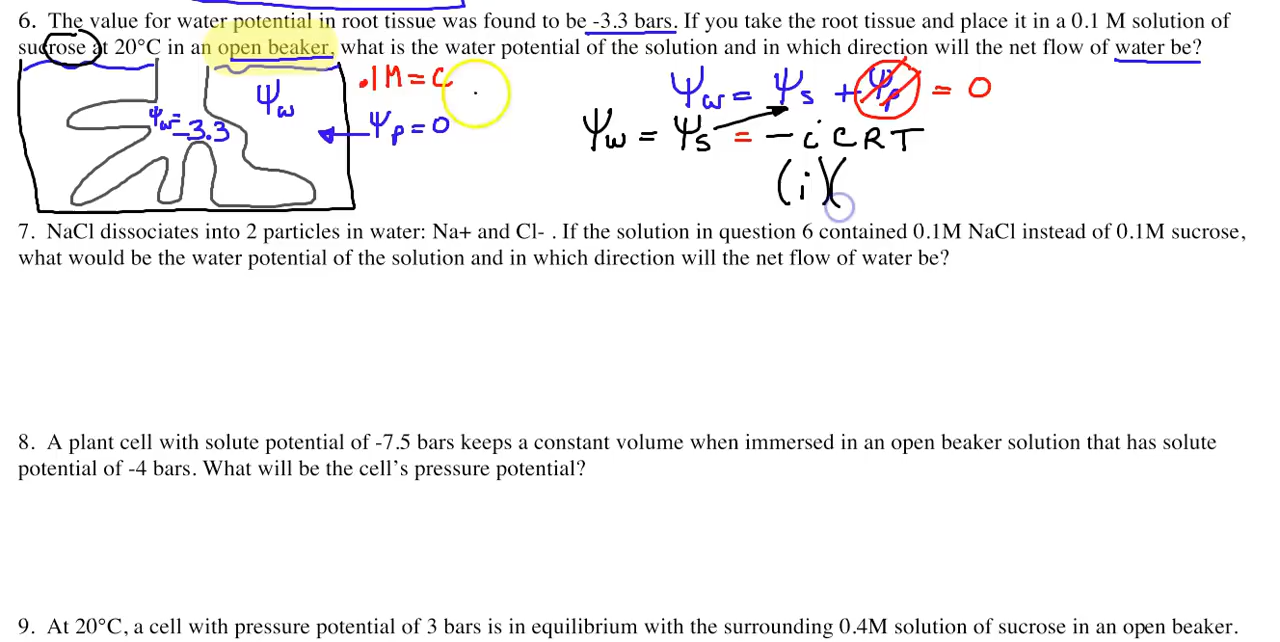 6. The value for water potential in root tissue was found to be -3.3 bars. If you take the root tissue and place it in a 0.1 M solution of
sucrose at 20°C in an open beaker, what is the water potential of the solution and in which direction will the net flow of water be?
.1M = C
Ψw = Ψs + Ψp = 0
Ψw
Ψw= -3.3
Ψp = 0
Ψw = Ψs = - i C R T
(i)(
7. NaCl dissociates into 2 particles in water: Na+ and Cl- . If the solution in question 6 contained 0.1M NaCl instead of 0.1M sucrose,
what would be the water potential of the solution and in which direction will the net flow of water be?
8. A plant cell with solute potential of -7.5 bars keeps a constant volume when immersed in an open beaker solution that has solute
potential of -4 bars. What will be the cell's pressure potential?
9. At 20°C, a cell with pressure potential of 3 bars is in equilibrium with the surrounding 0.4M solution of sucrose in an open beaker.